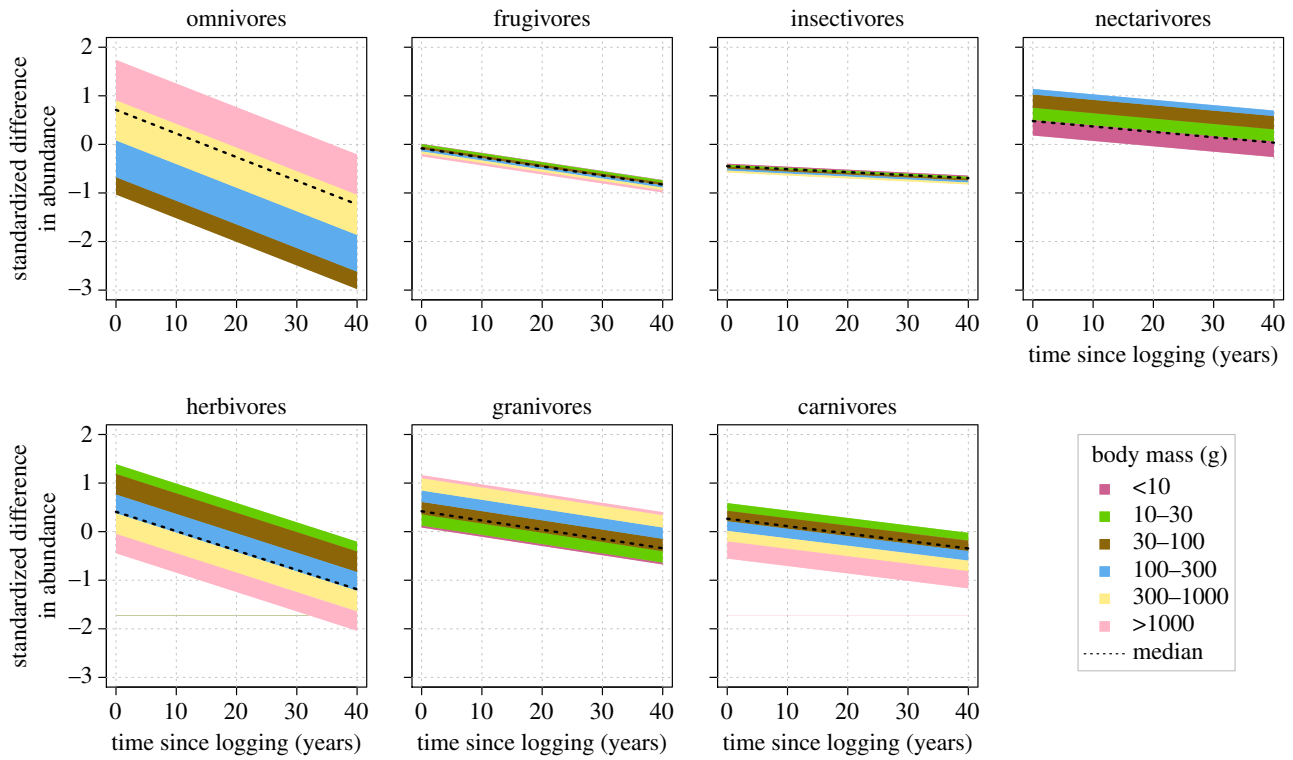 omnivores
frugivores
insectivores
nectarivores
standardized difference
in abundance
2
1
0
–1
–2
–3
0 10 20 30 40
0 10 20 30 40
0 10 20 30 40
0 10 20 30 40
time since logging (years)
herbivores
granivores
carnivores
standardized difference
in abundance
2
1
0
–1
–2
–3
0 10 20 30 40
0 10 20 30 40
0 10 20 30 40
time since logging (years)
time since logging (years)
time since logging (years)
body mass (g)
<10
10–30
30–100
100–300
300–1000
>1000
median